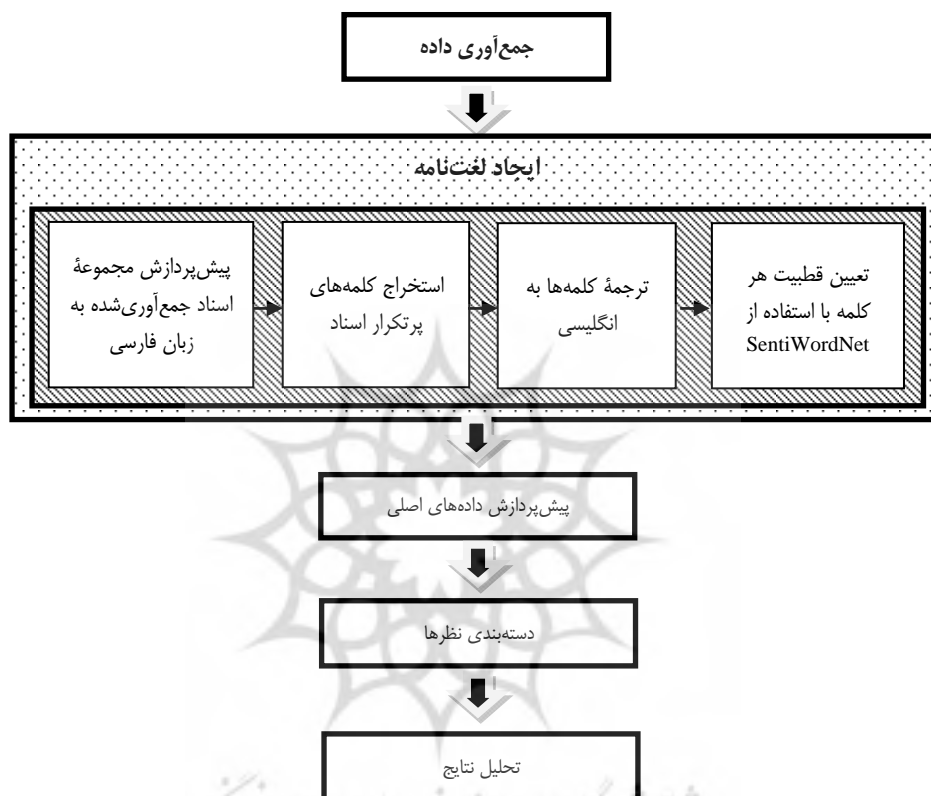 جمع‌آوری داده
ایجاد لغت‌نامه
پیش‌پردازش مجموعهٔ
اسناد جمع‌آوری‌شده به
زبان فارسی
استخراج کلمه‌های
پرتکرار اسناد
ترجمهٔ کلمه‌ها به
انگلیسی
تعیین قطبیت هر
کلمه با استفاده از
SentiWordNet
پیش‌پردازش داده‌های اصلی
دسته‌بندی نظرها
تحلیل نتایج